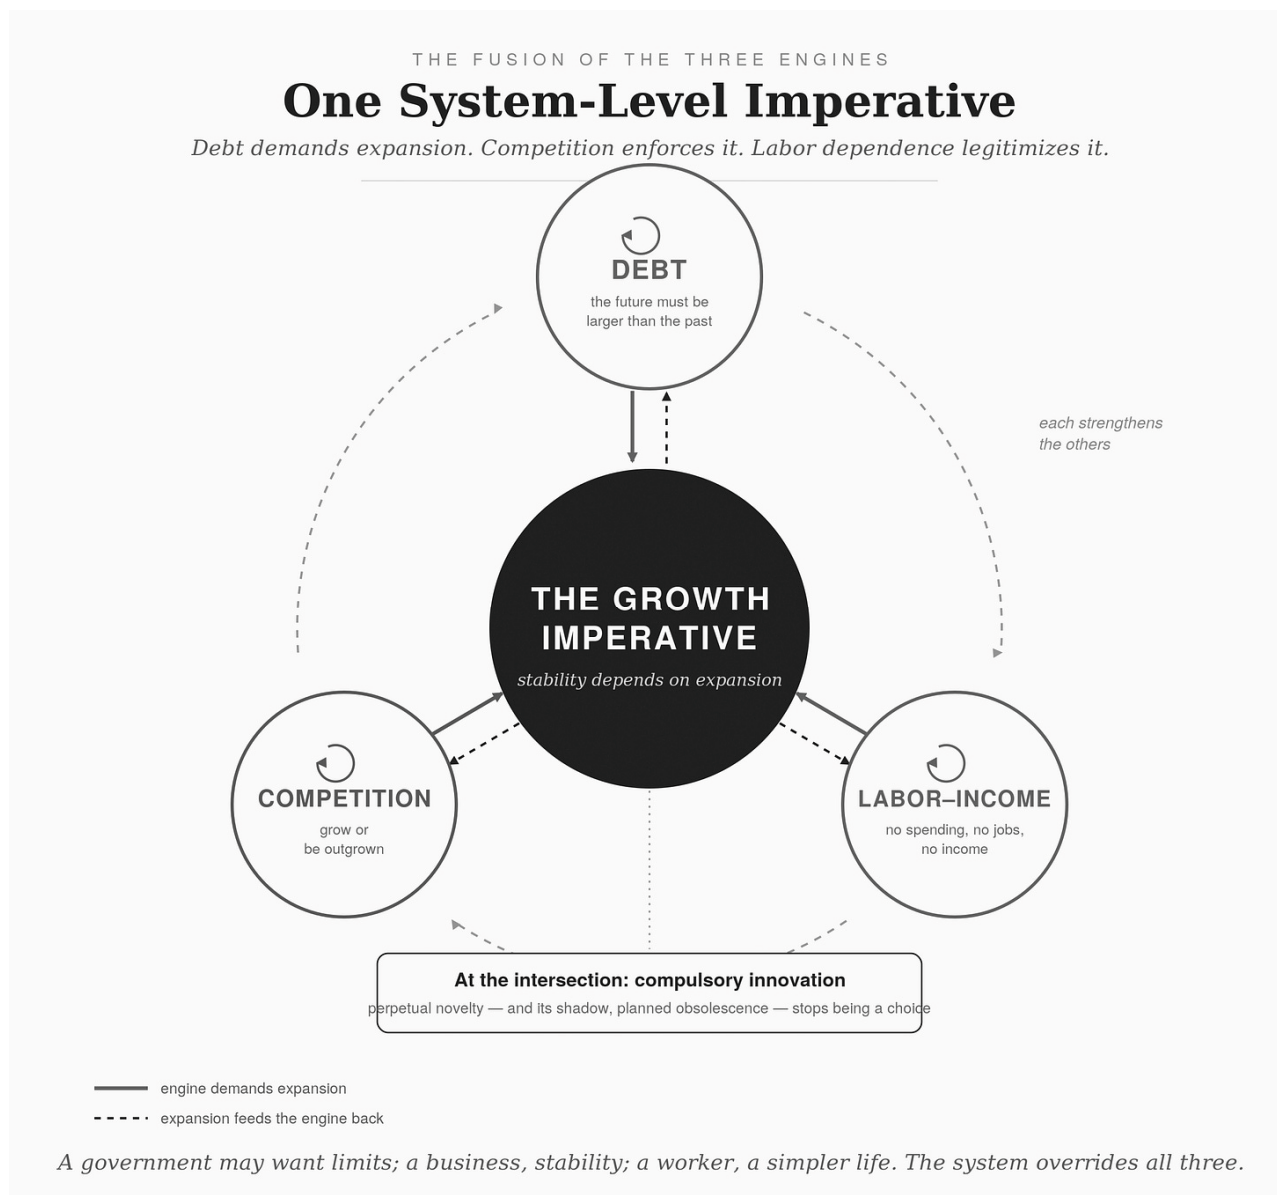 THE FUSION OF THE THREE ENGINES
One System-Level Imperative
Debt demands expansion. Competition enforces it. Labor dependence legitimizes it.
DEBT
the future must be
larger than the past
each strengthens
the others
THE GROWTH
IMPERATIVE
stability depends on expansion
COMPETITION
grow or
be outgrown
LABOR–INCOME
no spending, no jobs,
no income
At the intersection: compulsory innovation
perpetual novelty — and its shadow, planned obsolescence — stops being a choice
engine demands expansion
expansion feeds the engine back
A government may want limits; a business, stability; a worker, a simpler life. The system overrides all three.